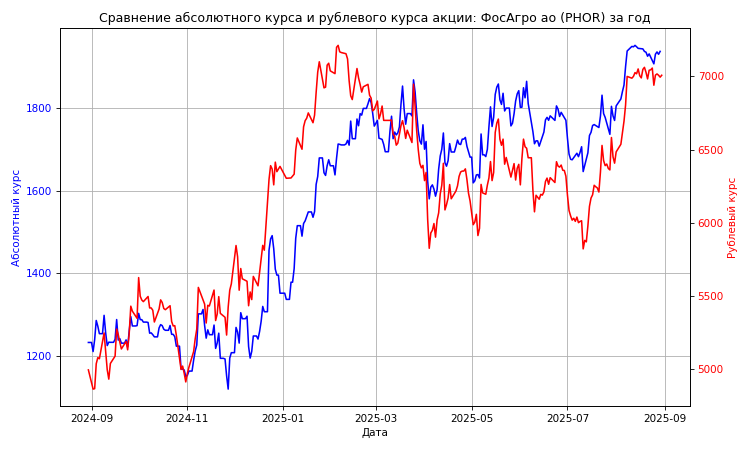 Сравнение абсолютного курса и рублевого курса акции: ФосАгро ао (PHOR) за год
Абсолютный курс
1800
1600
1400
1200
7000
6500
6000
5500
5000
Рублевый курс
2024-09 2024-11 2025-01 2025-03 2025-05 2025-07 2025-09
Дата